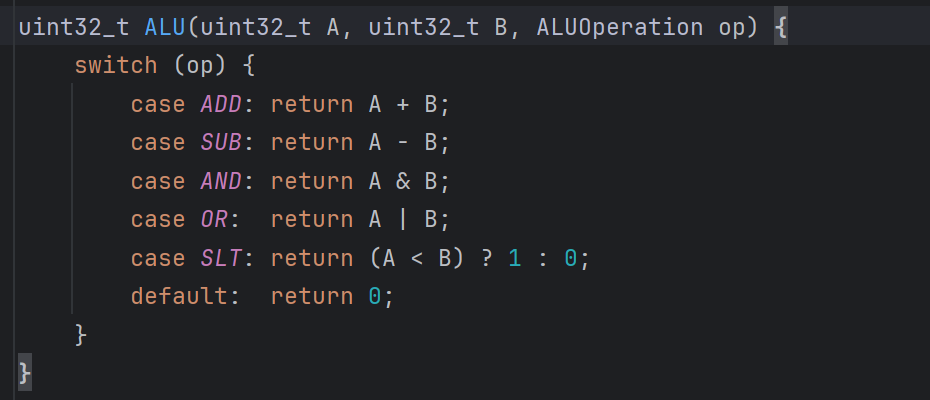 uint32_t ALU(uint32_t A, uint32_t B, ALUOperation op) {
    switch (op) {
        case ADD: return A + B;
        case SUB: return A - B;
        case AND: return A & B;
        case OR:  return A | B;
        case SLT: return (A < B) ? 1 : 0;
        default:  return 0;
    }
}